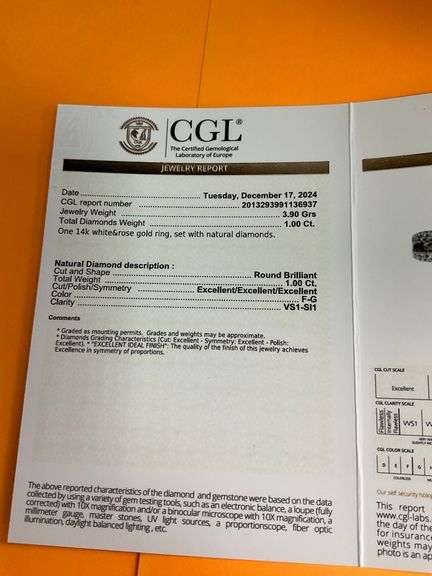 CGL®
The Certified Gemological
Laboratory of Europe
JEWELRY REPORT
Date Tuesday, December 17, 2024
CGL report number 2013293991136937
Jewelry Weight 3.90 Grs
Total Diamonds Weight 1.00 Ct.
One 14k white&rose gold ring, set with natural diamonds.
Natural Diamond description :
Cut and Shape Round Brilliant
Total Weight 1.00 Ct.
Cut/Polish/Symmetry Excellent/Excellent/Excellent
Color F-G
Clarity VS1-SI1
Comments
* Graded as mounting permits. Grades and weights may be approximate.
* Diamonds Grading Characteristics (Cut: Excellent - Symmetry: Excellent - Polish:
Excellent). * "EXCELLENT IDEAL FINISH": The quality of the finish of this jewelry achieves
Excellence in symmetry of proportions.
The above reported characteristics of the diamond and gemstone were based on the data
collected by using a variety of gem testing tools, such as an electronic balance, a loupe (fully
corrected) with 10X magnification and/or a binocular microscope with 10X magnification, a
millimeter gauge, master stones, UV light sources, a proportionscope, fiber optic
illumination, daylight balanced lighting , etc.
CGL CUT SCALE
Excellent
CGL CLARITY SCALE
Flawless
Internally
Flawless
VVS1
CGL COLOR SCALE
D E F G
Our self security
This report
www.cgl-labs.
the day of the
for insuran
weights may
photo is an ap